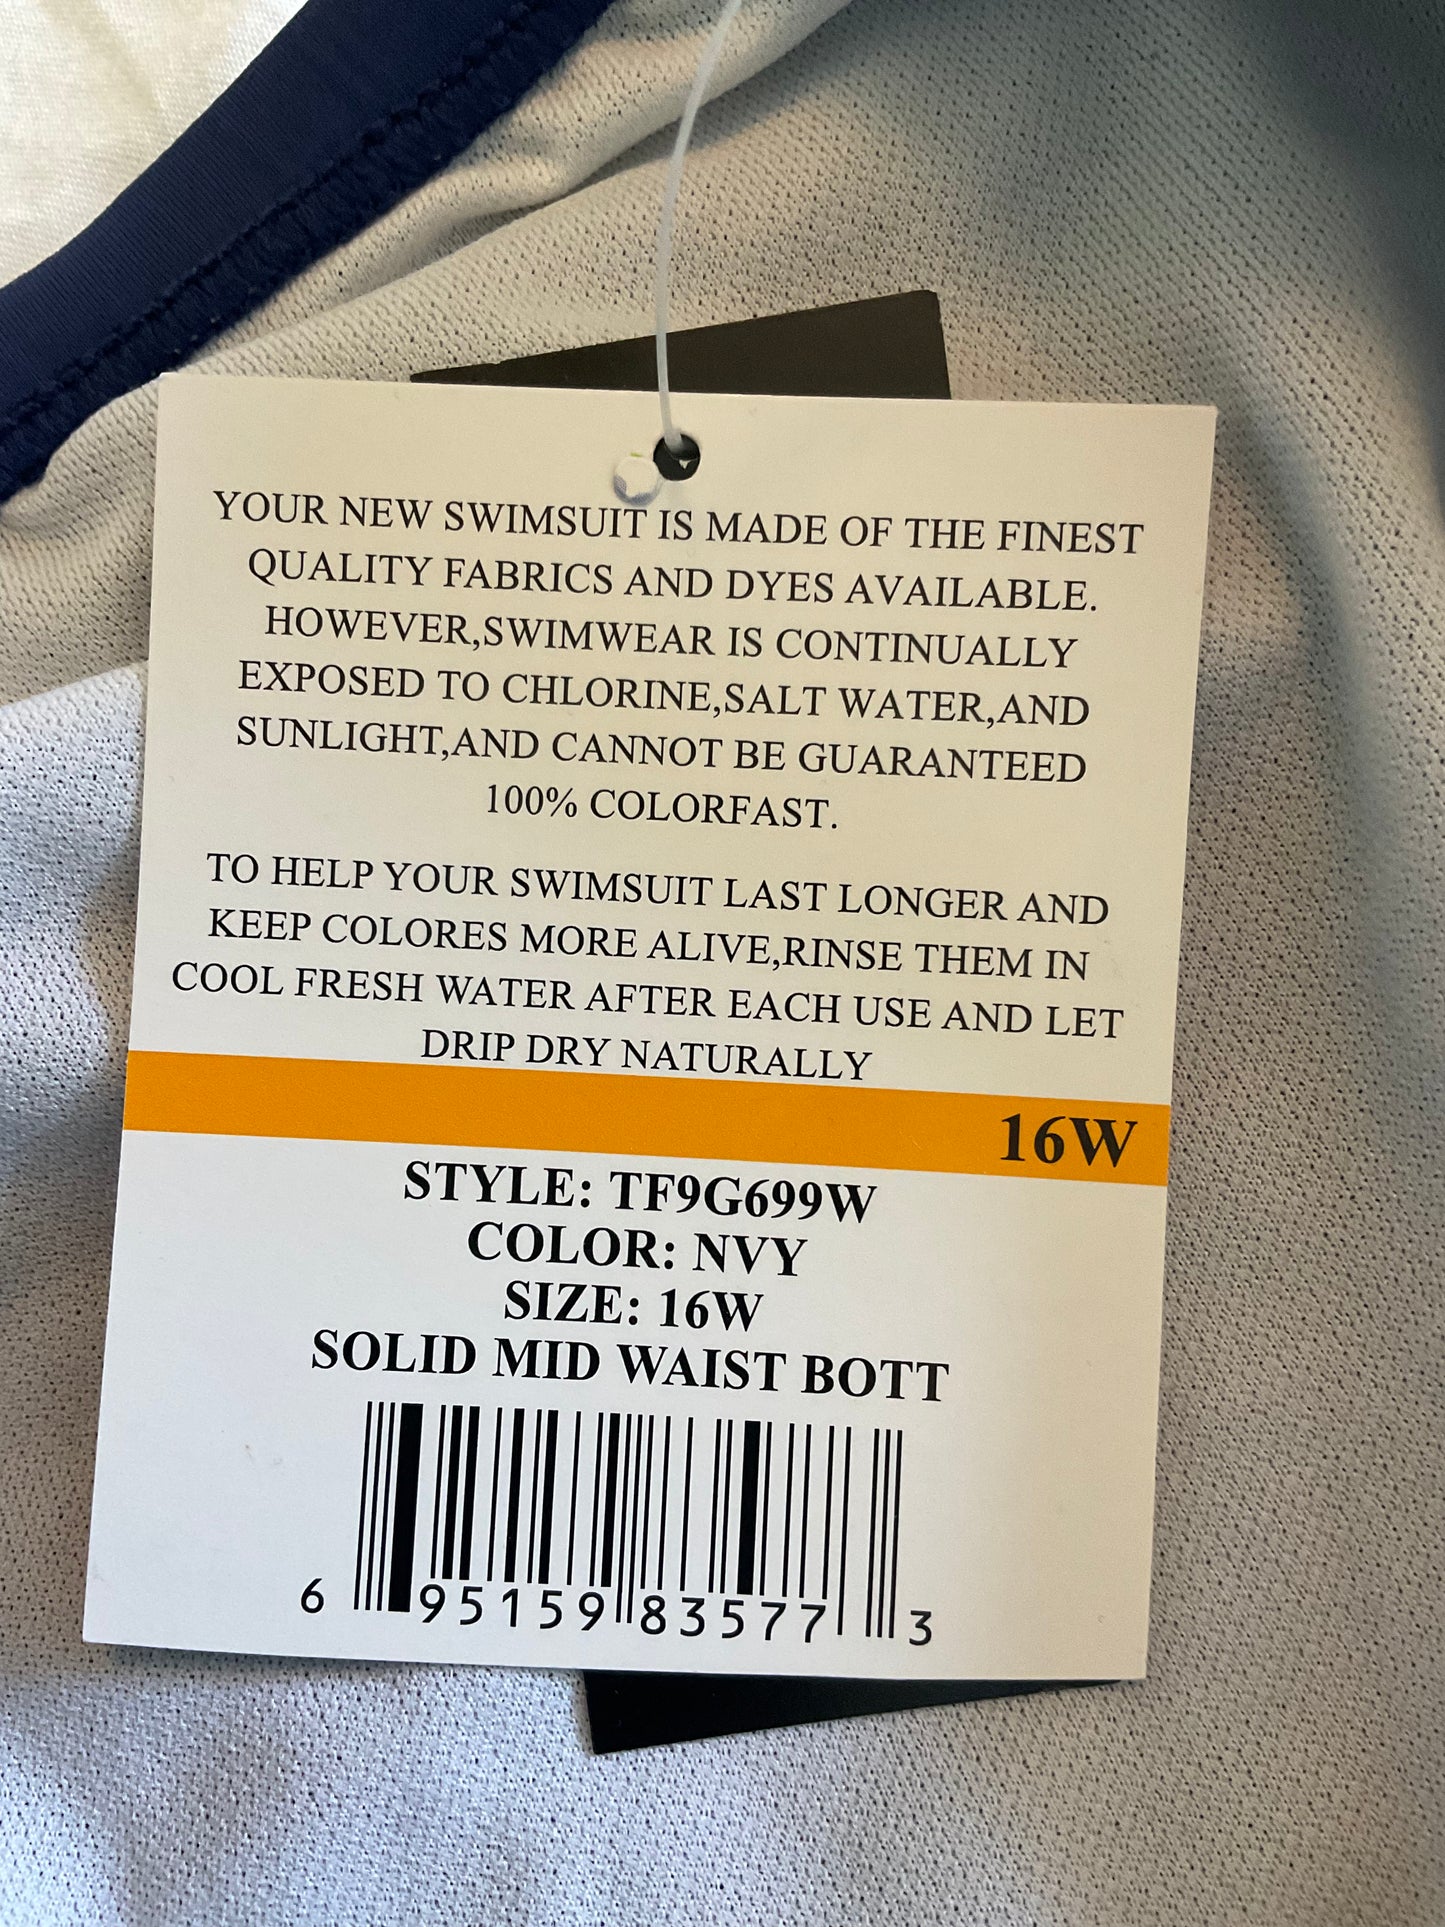 YOUR NEW SWIMSUIT IS MADE OF THE FINEST
QUALITY FABRICS AND DYES AVAILABLE.
HOWEVER,SWIMWEAR IS CONTINUALLY
EXPOSED TO CHLORINE,SALT WATER,AND
SUNLIGHT,AND CANNOT BE GUARANTEED
100% COLORFAST.
TO HELP YOUR SWIMSUIT LAST LONGER AND
KEEP COLORES MORE ALIVE,RINSE THEM IN
COOL FRESH WATER AFTER EACH USE AND LET
DRIP DRY NATURALLY
16W
STYLE: TF9G699W
COLOR: NVY
SIZE: 16W
SOLID MID WAIST BOTT
6 95159 83577 3